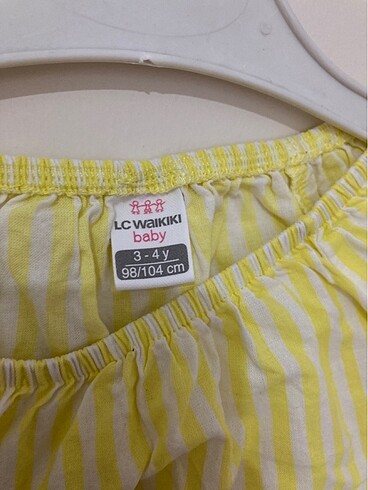 LC WAIKIKI
baby
3 - 4 y
98/104 cm